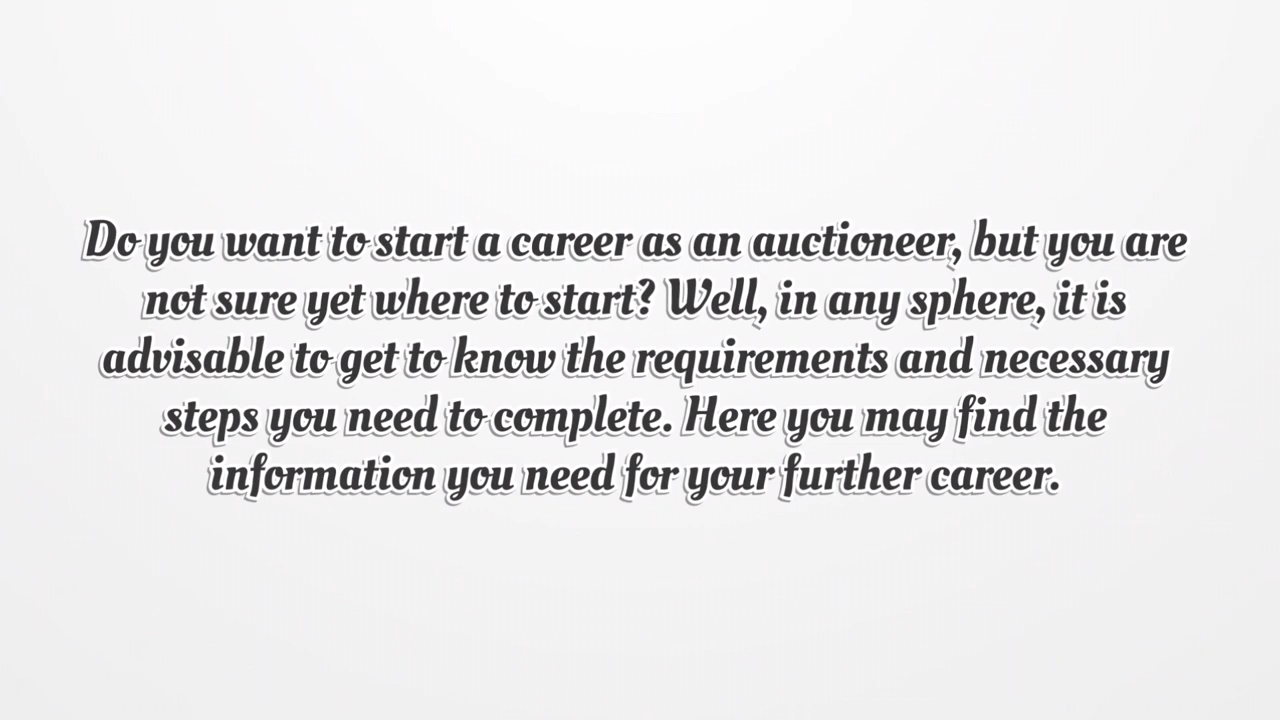 Do you want to start a career as an auctioneer, but you are
not sure yet where to start? Well, in any sphere, it is
advisable to get to know the requirements and necessary
steps you need to complete. Here you may find the
information you need for your further career.